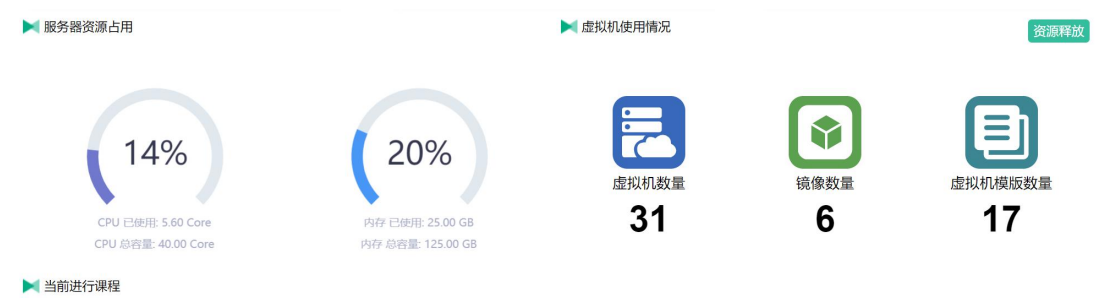 服务器资源占用
虚拟机使用情况
资源释放
14%
20%
CPU 已使用: 5.60 Core
CPU 总容量: 40.00 Core
内存 已使用: 25.00 GB
内存 总容量: 125.00 GB
虚拟机数量
31
镜像数量
6
虚拟机模版数量
17
当前进行课程